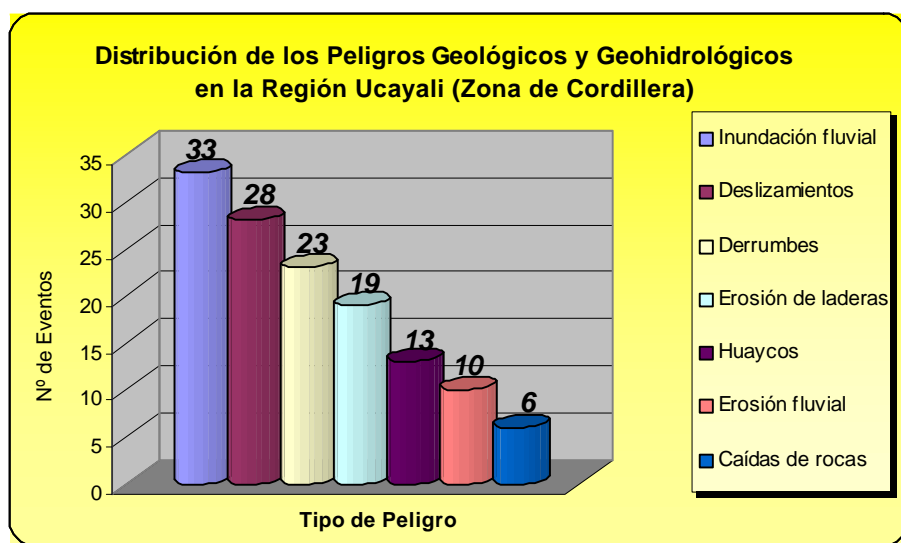 Distribución de los Peligros Geológicos y Geohidrológicos
en la Región Ucayali (Zona de Cordillera)
Nº de Eventos
35
30
25
20
15
10
5
0
33
28
23
19
13
10
6
Tipo de Peligro
Inundación fluvial
Deslizamientos
Derrumbes
Erosión de laderas
Huaycos
Erosión fluvial
Caídas de rocas